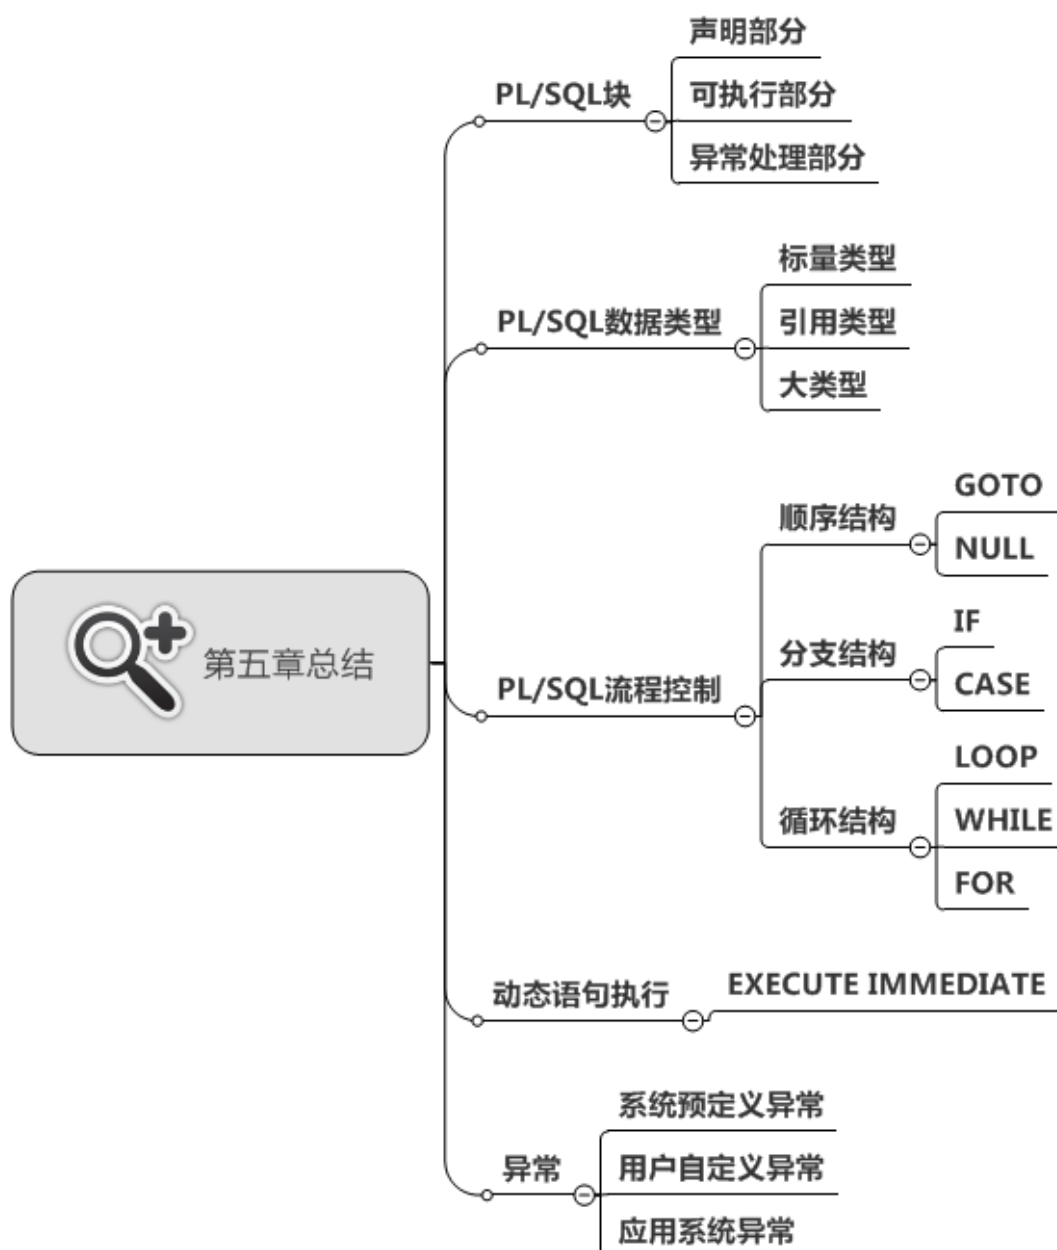 第五章总结
PL/SQL块
声明部分
可执行部分
异常处理部分
PL/SQL数据类型
标量类型
引用类型
大类型
PL/SQL流程控制
顺序结构
GOTO
NULL
分支结构
IF
CASE
循环结构
LOOP
WHILE
FOR
动态语句执行
EXECUTE IMMEDIATE
异常
系统预定义异常
用户自定义异常
应用系统异常